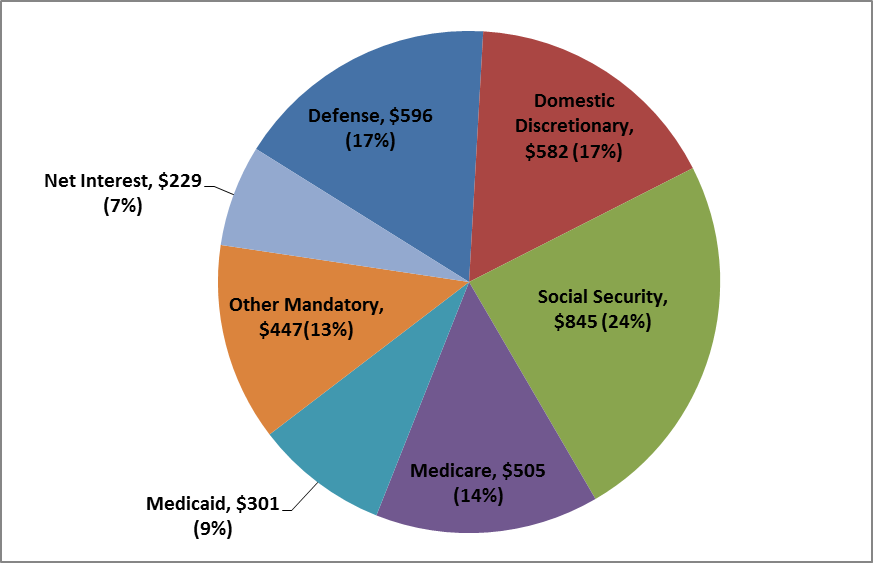 Defense, $596
(17%)
Domestic
Discretionary,
$582 (17%)
Net Interest, $229
(7%)
Social Security,
$845 (24%)
Other Mandatory,
$447(13%)
Medicare, $505
(14%)
Medicaid, $301
(9%)